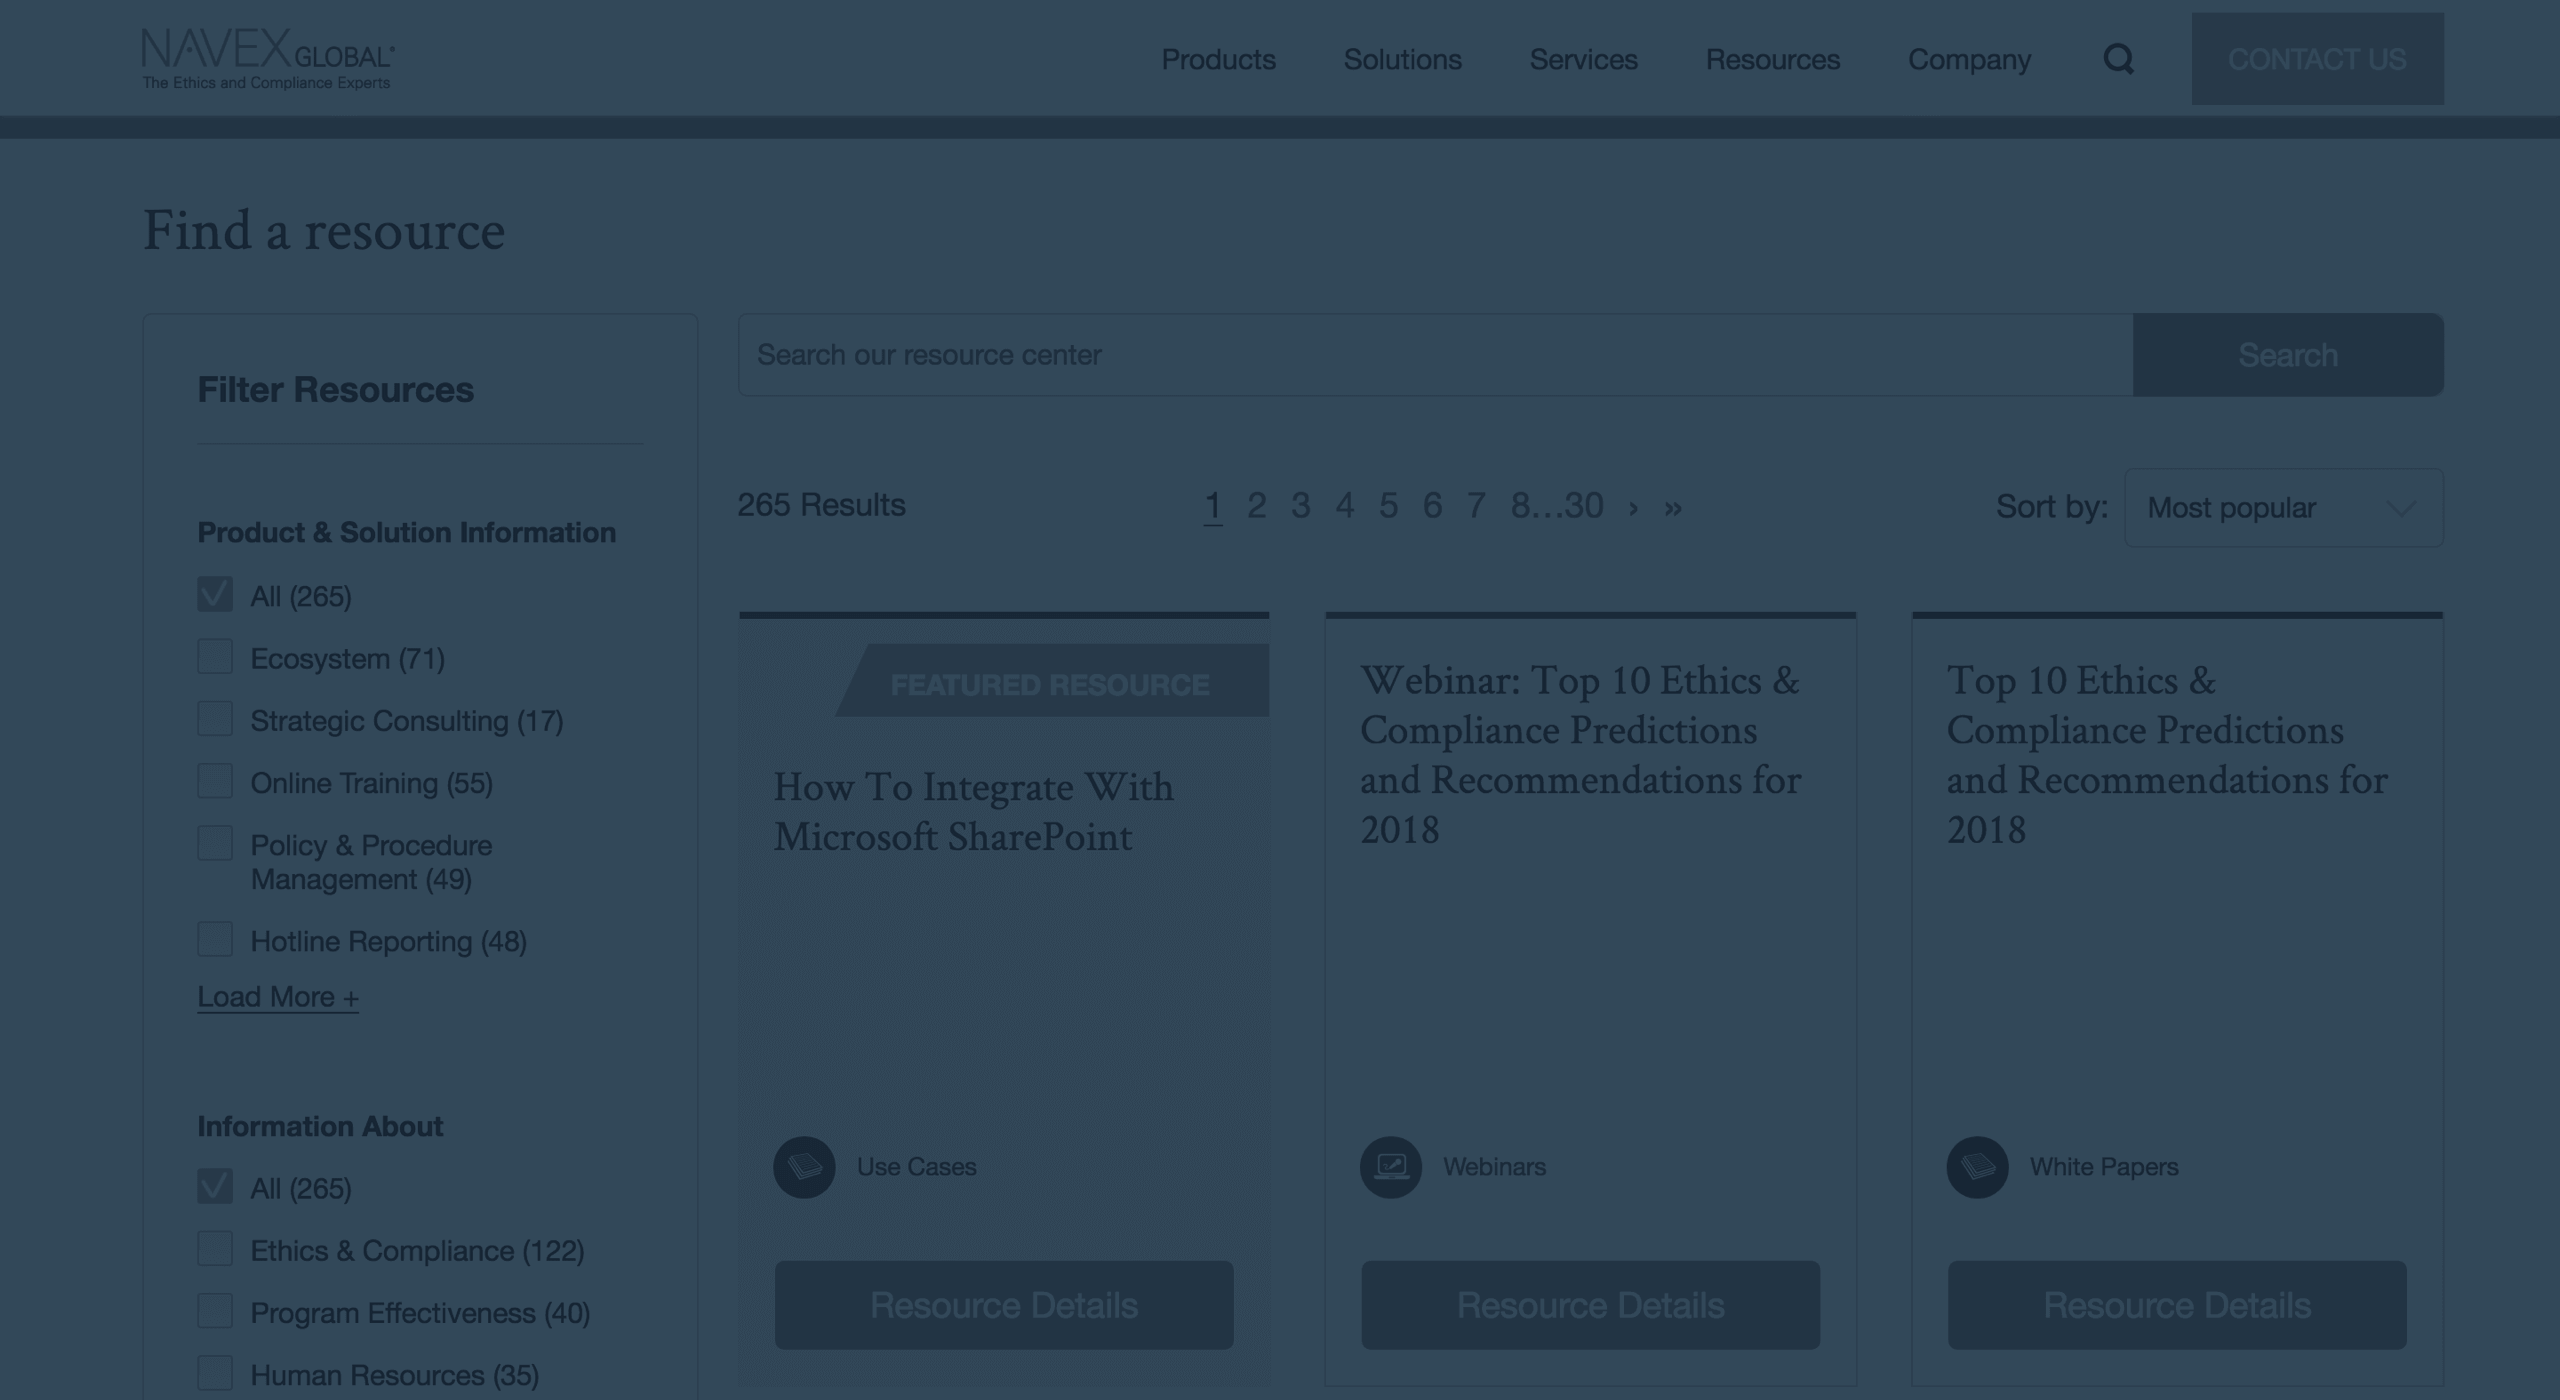 NAVEX GLOBAL®
The Ethics and Compliance Experts
Products
Solutions
Services
Resources
Company
CONTACT US
Find a resource
Filter Resources
Product & Solution Information
All (265)
Ecosystem (71)
Strategic Consulting (17)
Online Training (55)
Policy & Procedure
Management (49)
Hotline Reporting (48)
Load More +
Information About
All (265)
Ethics & Compliance (122)
Program Effectiveness (40)
Human Resources (35)
Search our resource center
Search
265 Results
1 2 3 4 5 6 7 8...30 › »
Sort by:
Most popular
FEATURED RESOURCE
How To Integrate With
Microsoft SharePoint
Use Cases
Resource Details
Webinar: Top 10 Ethics &
Compliance Predictions
and Recommendations for
2018
Webinars
Resource Details
Top 10 Ethics &
Compliance Predictions
and Recommendations for
2018
White Papers
Resource Details